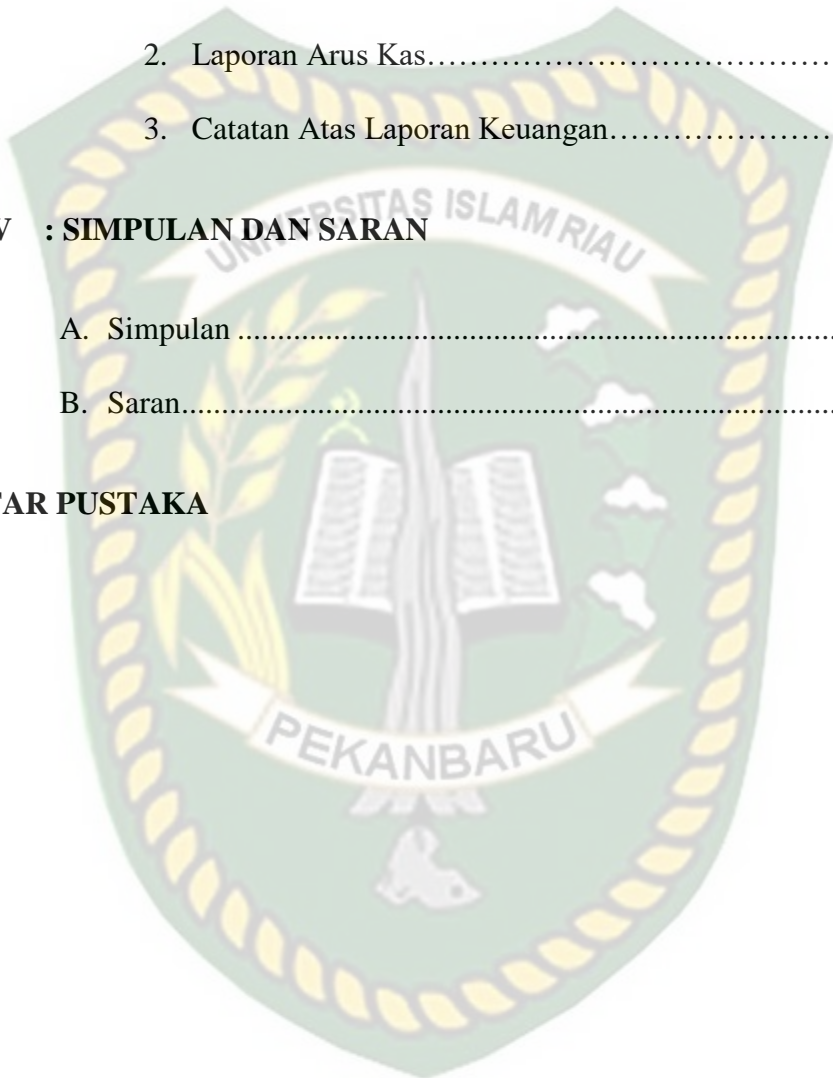 2. Laporan Arus Kas…………………………………
3. Catatan Atas Laporan Keuangan…………………
V : SIMPULAN DAN SARAN
UNIVERSITAS ISLAM RIAU
A. Simpulan ..........................................................................
B. Saran.................................................................................
TAR PUSTAKA
PEKANBARU